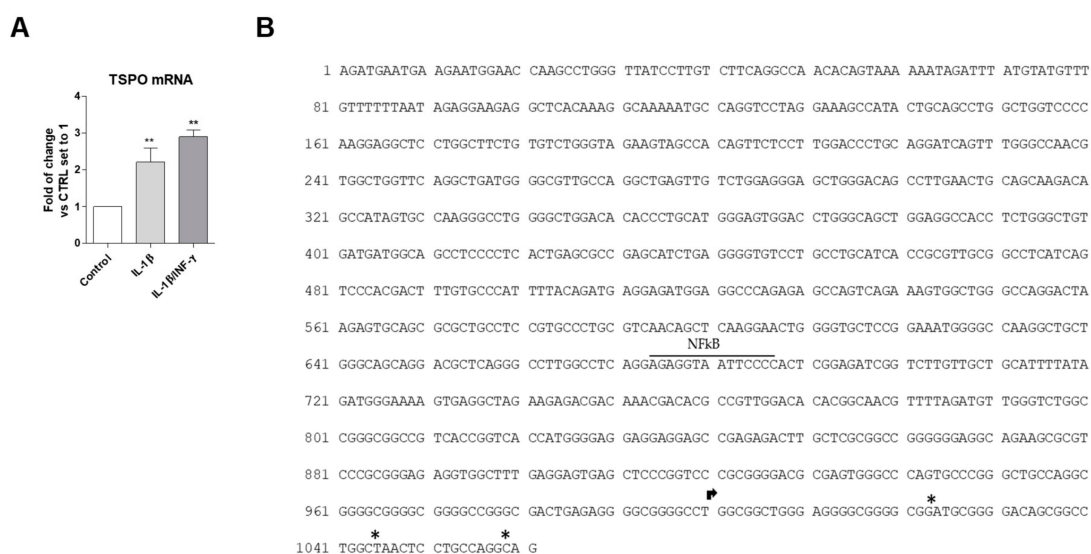 A
B
TSPO mRNA
Fold of change
vs CTRL set to 1
4
3
2
1
0
**
**
Control
IL-1β
IL-1β/INF-γ
1 AGATGAATGA AGAATGGAAC CAAGCCTGGG TTATCCTTGT CTTCAGGCCA ACACAGTAAA AAATAGATTT ATGTATGTTT
81 GTTTTTTAAT AGAGGAAGAG GCTCACAAAG GCAAAAATGC CAGGTCCTAG GAAAGCCATA CTGCAGCCTG GCTGGTCCCC
161 AAGGAGGCTC CTGGCTTCTG TGTCTGGGTA GAAGTAGCCA CAGTTCTCCT TGGACCCTGC AGGATCAGTT TGGGCCAACG
241 TGGCTGGTTC AGGCTGATGG GGCGTTGCCA GGCTGAGTTG TCTGGAGGGA GCTGGGACAG CCTTGAACTG CAGCAAGACA
321 GCCATAGTGC CAAGGGCCTG GGGCTGGACA CACCCTGCAT GGGAGTGGAC CTGGGCAGCT GGAGGCCACC TCTGGGCTGT
401 GATGATGGCA GCCTCCCCTC ACTGAGCGCC GAGCATCTGA GGGGTGTCCT GCCTGCATCA CCGCGTTGCG GCCTCATCAG
481 TCCCACGACT TTGTGCCCAT TTTACAGATG AGGAGATGGA GGCCCAGAGA GCCAGTCAGA AAGTGGCTGG GCCAGGACTA
561 AGAGTGCAGC GCGCTGCCTC CGTGCCCTGC GTCAACAGCT CAAGGAACTG GGGTGCTCCG GAAATGGGGC CAAGGCTGCT
NFkB
641 GGGCAGCAGG ACGCTCAGGG CCTTGGCCTC AGGAGAGGTA ATTCCCCACT CGGAGATCGG TCTTGTTGCT GCATTTTATA
721 GATGGGAAAA GTGAGGCTAG AAGAGACGAC AAACGACACG CCGTTGGACA CACGGCAACG TTTTAGATGT TGGGTCTGGC
801 CGGGCGGCCG TCACCGGTCA CCATGGGGAG GAGGAGGAGC CGAGAGACTT GCTCGCGGCC GGGGGGAGGC AGAAGCGCGT
881 CCCGCGGGAG AGGTGGCTTT GAGGAGTGAG CTCCCGGTCC CGCGGGGACG CGAGTGGGCC CAGTGCCCGG GCTGCCAGGC
*
961 GGGGCGGGGC GGGGCCGGGC GACTGAGAGG GGCGGGGCCT GGCGGCTGGG AGGGGCGGGG CGGATGCGGG GACAGCGGCC
* *
1041 TGGCTAACTC CTGCCAGGCA G